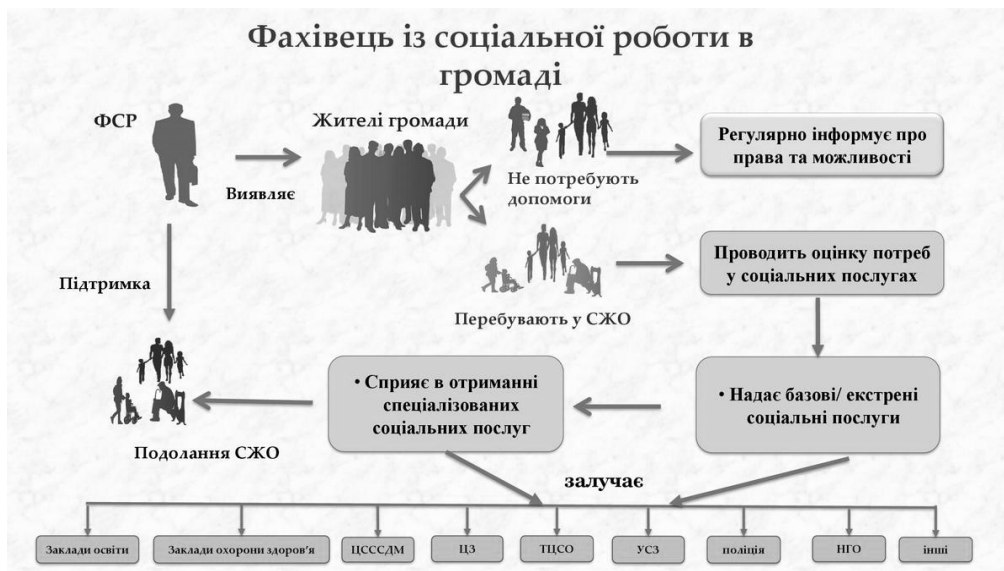 Фахівець із соціальної роботи в
громаді
ФСР
Жителі громади
Виявляє
Не потребують
допомоги
Регулярно інформує про
права та можливості
Підтримка
Перебувають у СЖО
Проводить оцінку потреб
у соціальних послугах
• Сприяє в отриманні
спеціалізованих
соціальних послуг
• Надає базові/ екстрені
соціальні послуги
Подолання СЖО
залучає
Заклади освіти
Заклади охорони здоров’я
ЦСССДМ
ЦЗ
ТЦСО
УСЗ
поліція
НГО
інші